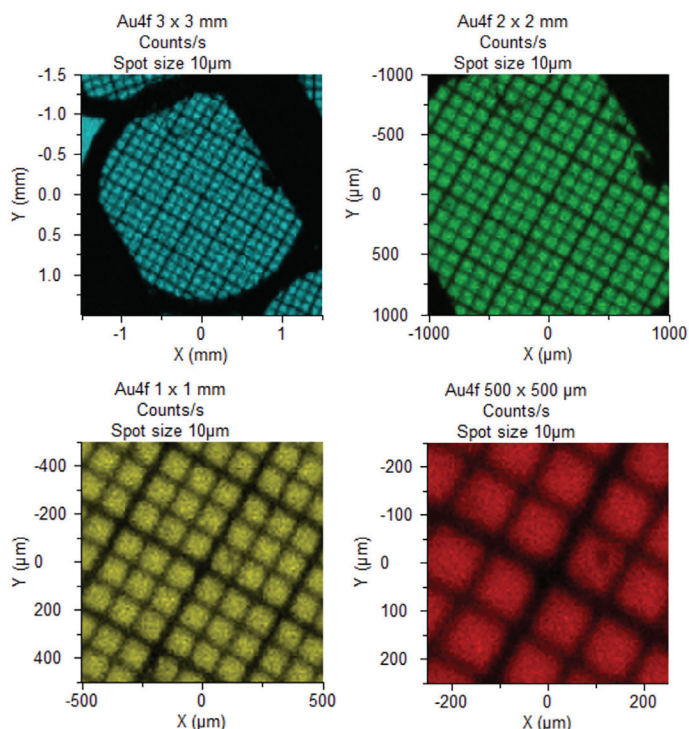 Au4f 3 x 3 mm
Counts/s
Spot size 10µm
-1.5
-1.0
-0.5
0.0
0.5
1.0
Y (mm)
-1
0
1
X (mm)
Au4f 2 x 2 mm
Counts/s
Spot size 10µm
-1000
-500
0
500
1000
Y (µm)
-1000
0
1000
X (µm)
Au4f 1 x 1 mm
Counts/s
Spot size 10µm
-400
-200
0
200
400
Y (µm)
-500
0
500
X (µm)
Au4f 500 x 500 µm
Counts/s
Spot size 10µm
-200
-100
0
100
200
Y (µm)
-200
0
200
X (µm)